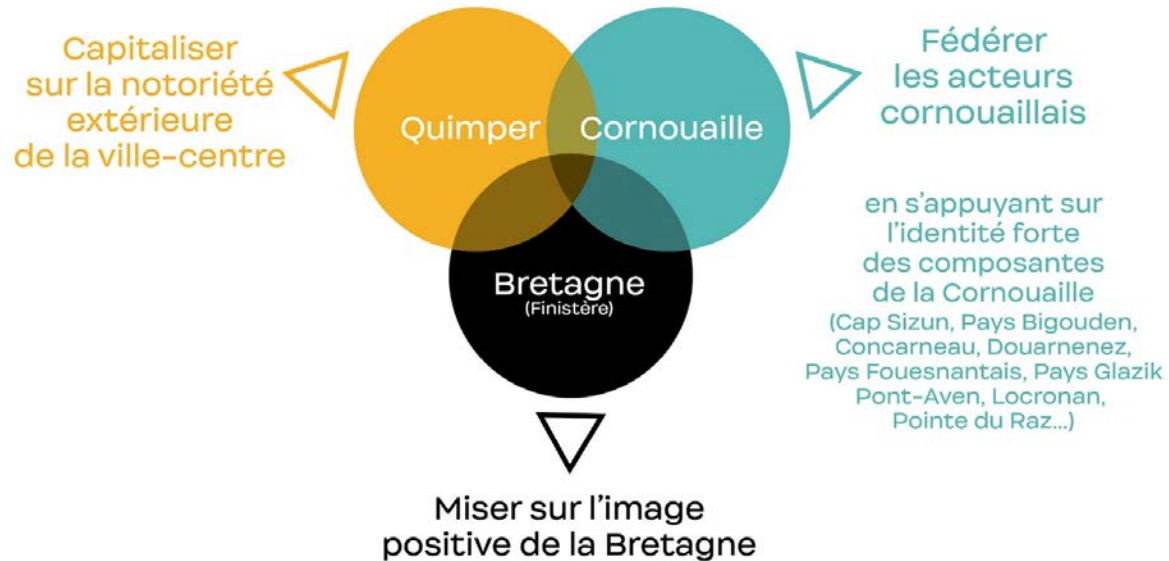 Capitaliser
sur la notoriété
extérieure
de la ville-centre
Quimper
Cornouaille
Bretagne
(Finistère)
Fédérer
les acteurs
cornouaillais
en s'appuyant sur
l'identité forte
des composantes
de la Cornouaille
(Cap Sizun, Pays Bigouden,
Concarneau, Douarnenez,
Pays Fouesnantais, Pays Glazik
Pont-Aven, Locronan,
Pointe du Raz...)
Miser sur l'image
positive de la Bretagne